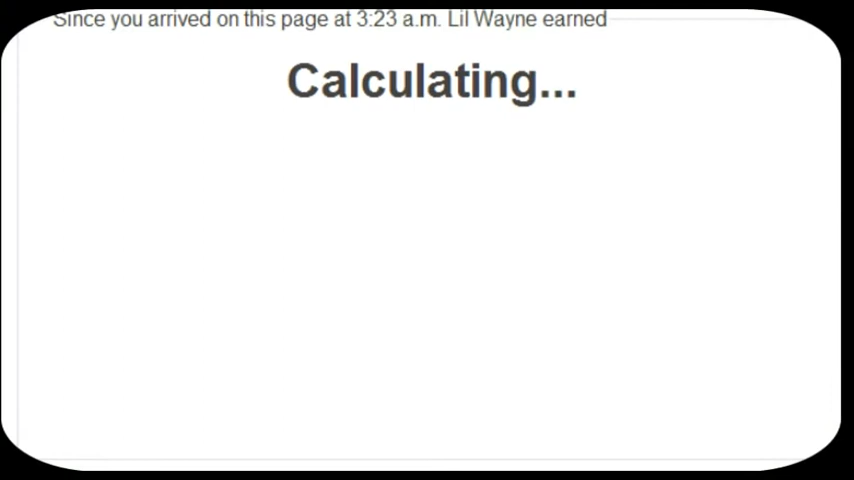 Since you arrived on this page at 3:23 a.m. Lil Wayne earned
Calculating...